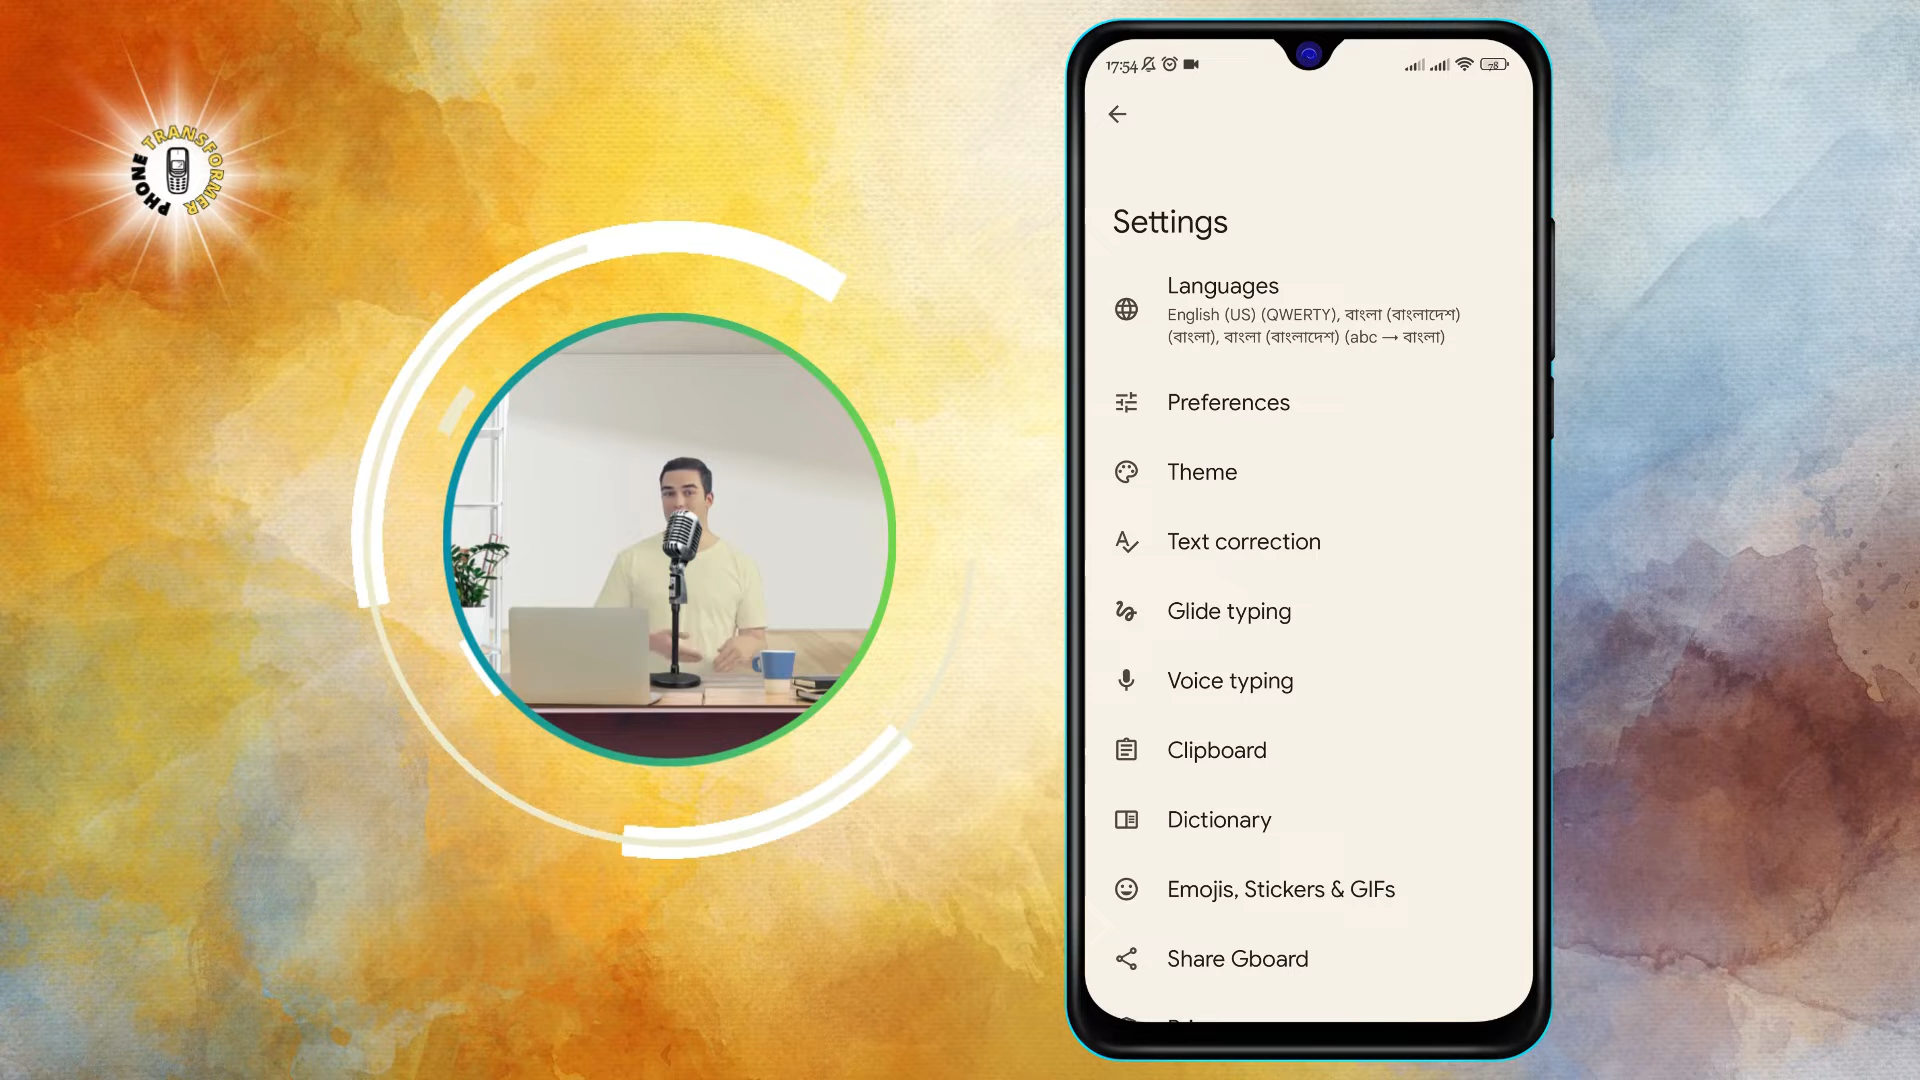 PHONE TRANSFORMER
17:54
78
Settings
Languages
English (US) (QWERTY), বাংলা (বাংলাদেশ)
(বাংলা), বাংলা (বাংলাদেশ) (abc → বাংলা)
Preferences
Theme
Text correction
Glide typing
Voice typing
Clipboard
Dictionary
Emojis, Stickers & GIFs
Share Gboard